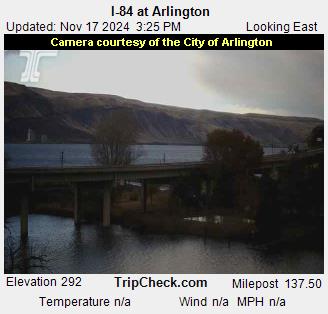 I-84 at Arlington
Updated: Nov 17 2024 3:25 PM Looking East
Camera courtesy of the City of Arlington
Elevation 292 TripCheck.com Milepost 137.50
Temperature n/a Wind n/a MPH n/a